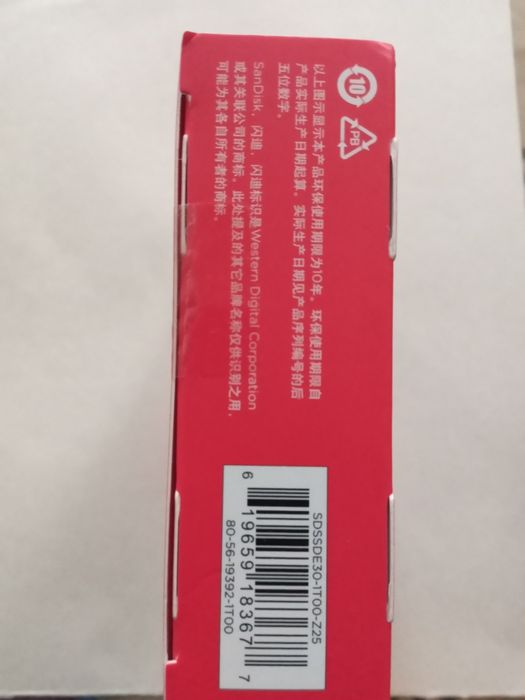 10
PB
以上图示显示本产品环保使用期限为10年。环保使用期限自
产品实际生产日期起算。实际生产日期见产品序列编号的后
五位数字。
SanDisk，闪迪，闪迪标识是Western Digital Corporation
或其关联公司的商标。此处提及的其它品牌名称仅供识别之用，
可能为其各自所有者的商标。
SDSSDE30-1T00-Z25
6 19659 18367 7
80-56-19392-1T00